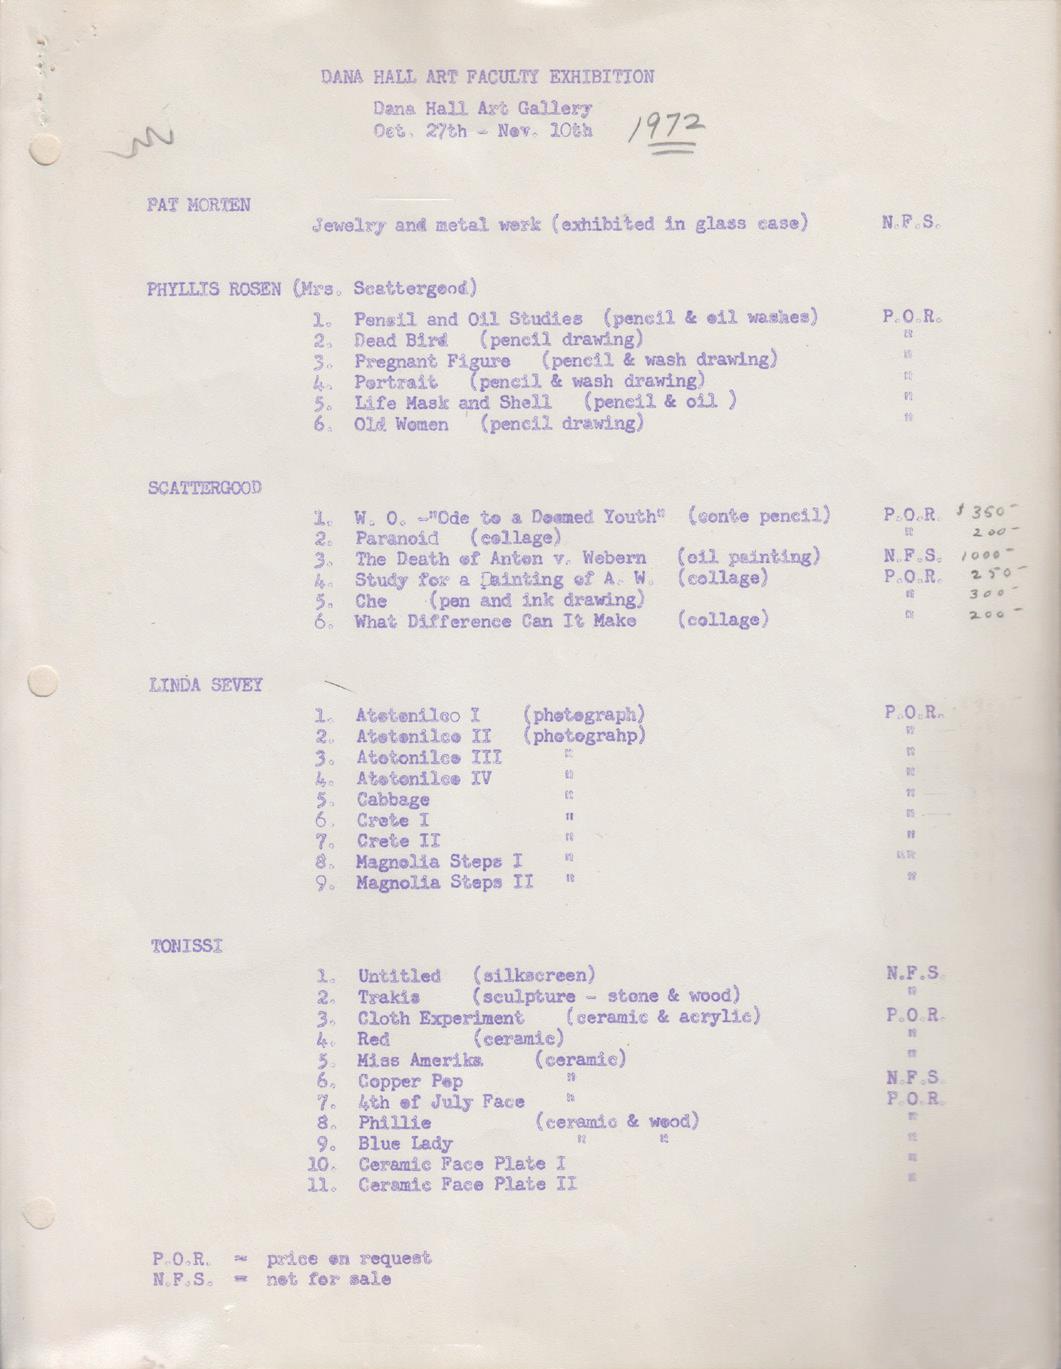 DANA HALL ART FACULTY EXHIBITION
Dana Hall Art Gallery
Oct. 27th - Nov. 10th 1972
PAT MORTEN
Jewelry and metal work (exhibited in glass case) N.F.S.
PHYLLIS ROSEN (Mrs. Scattergood)
1. Pensil and Oil Studies (pencil & oil washes) P.O.R.
2. Dead Bird (pencil drawing) "
3. Pregnant Figure (pencil & wash drawing) "
4. Portrait (pencil & wash drawing) "
5. Life Mask and Shell (pencil & oil ) "
6. Old Women (pencil drawing) "
SCATTERGOOD
1. W. O. -"Ode to a Doomed Youth" (conte pencil) P.O.R. $350-
2. Paranoid (collage) " 200-
3. The Death of Anton v. Webern (oil painting) N.F.S. 1000-
4. Study for a Painting of A. W. (collage) P.O.R. 250-
5. Che (pen and ink drawing) " 300-
6. What Difference Can It Make (collage) " 200-
LINDA SEVEY
1. Atotonilco I (photograph) P.O.R.
2. Atotonilco II (photograhp) "
3. Atotonilco III " "
4. Atotonilco IV " "
5. Cabbage " "
6. Crete I " "
7. Crete II " "
8. Magnolia Steps I " "
9. Magnolia Steps II " "
TONISSI
1. Untitled (silkscreen) N.F.S.
2. Trakis (sculpture - stone & wood) "
3. Cloth Experiment (ceramic & acrylic) P.O.R.
4. Red (ceramic) "
5. Miss Amerika (ceramic) "
6. Copper Pop " N.F.S.
7. 4th of July Face " P.O.R.
8. Phillie (ceramic & wood) "
9. Blue Lady " " "
10. Ceramic Face Plate I "
11. Ceramic Face Plate II "
P.O.R. = price on request
N.F.S. = not for sale